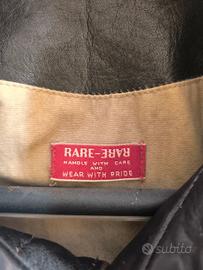 RARE-RARE
HANDLE WITH CARE
AND
WEAR WITH PRIDE
subito